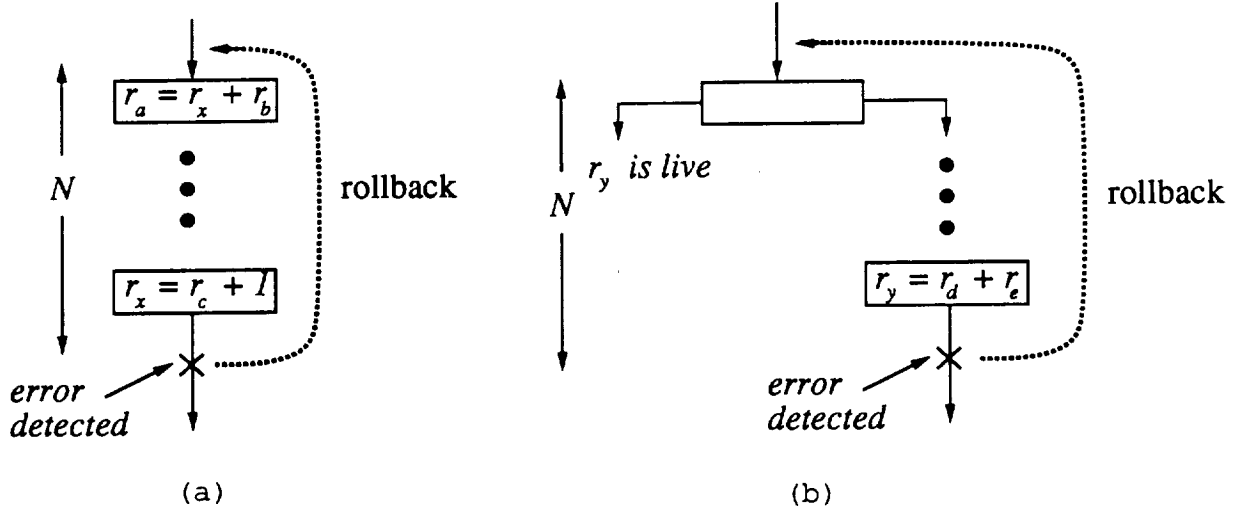 r_a = r_x + r_b
N
rollback
r_x = r_c + 1
error
detected
(a)
r_y is live
N
rollback
r_y = r_d + r_e
error
detected
(b)